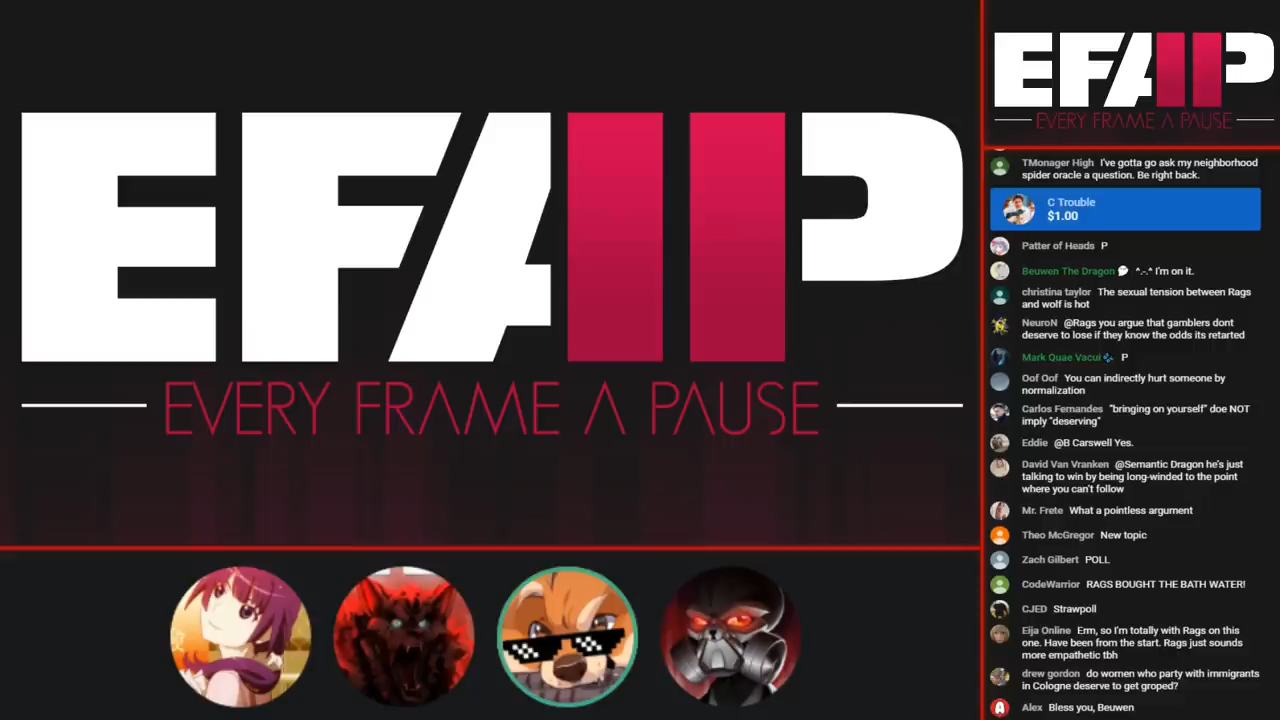 EFAP
EVERY FRAME A PAUSE
EFAP
EVERY FRAME A PAUSE
TMonager High I've gotta go ask my neighborhood
spider oracle a question. Be right back.
C Trouble
$1.00
Patter of Heads P
Beuwen The Dragon ^.-.^ I'm on it.
christina taylor The sexual tension between Rags
and wolf is hot
NeuroN @Rags you argue that gamblers dont
deserve to lose if they know the odds its retarted
Mark Quae Vacui P
Oof Oof You can indirectly hurt someone by
normalization
Carlos Fernandes "bringing on yourself" doe NOT
imply "deserving"
Eddie @B Carswell Yes.
David Van Vranken @Semantic Dragon he's just
talking to win by being long-winded to the point
where you can't follow
Mr. Frete What a pointless argument
Theo McGregor New topic
Zach Gilbert POLL
CodeWarrior RAGS BOUGHT THE BATH WATER!
CJED Strawpoll
Eija Online Erm, so I'm totally with Rags on this
one. Have been from the start. Rags just sounds
more empathetic tbh
drew gordon do women who party with immigrants
in Cologne deserve to get groped?
A Alex Bless you, Beuwen